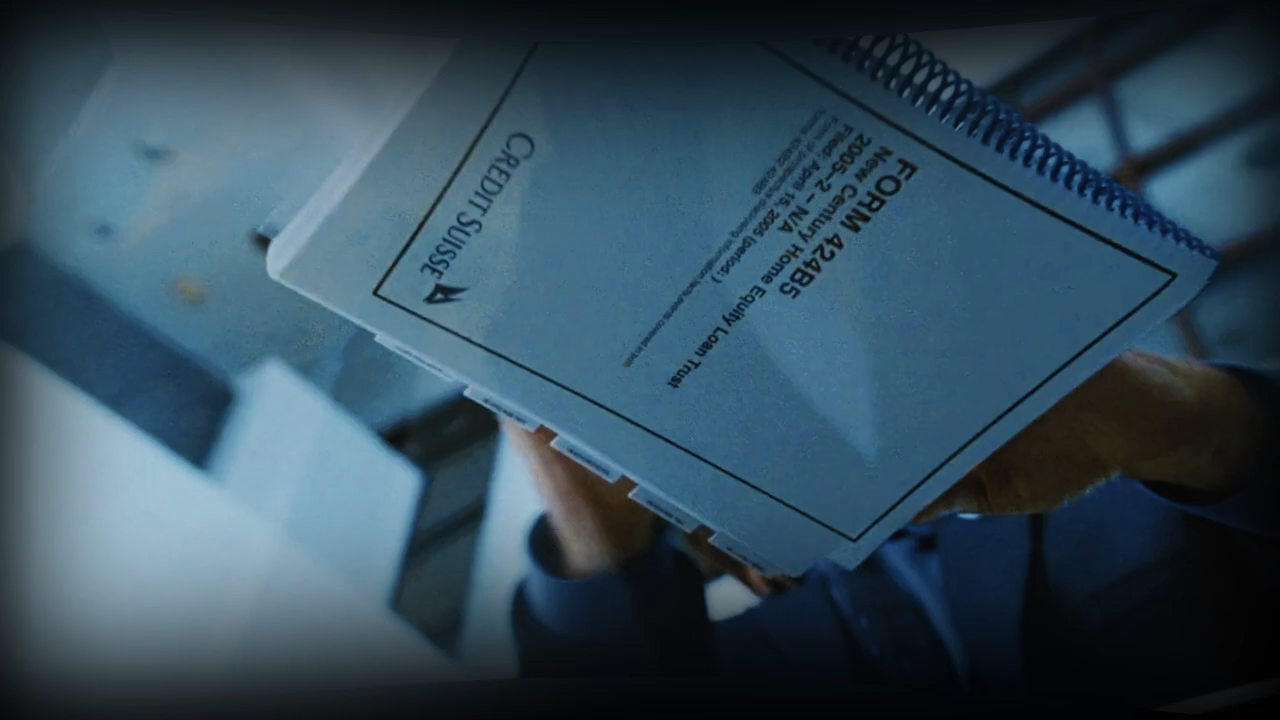 FORM 424B5
New Century Home Equity Loan Trust
2005-2 - N/A
Filed: April 15, 2005 (period: )
CREDIT SUISSE